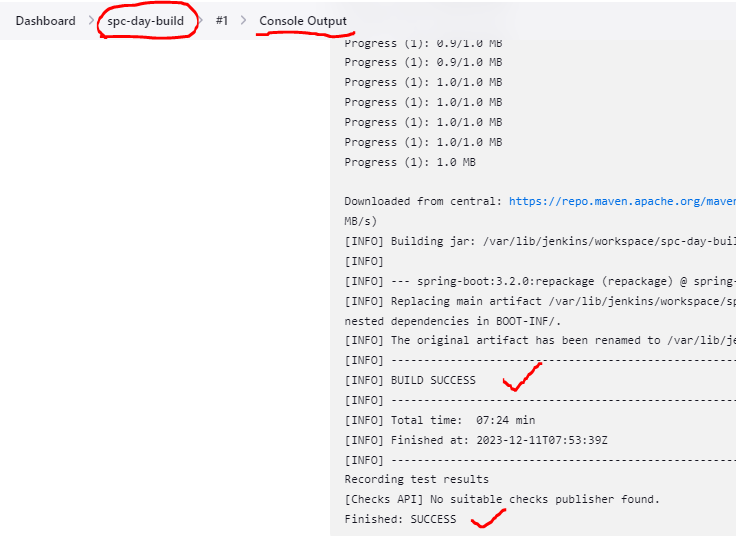 Dashboard > spc-day-build > #1 > Console Output
Progress (1): 0.9/1.0 MB
Progress (1): 0.9/1.0 MB
Progress (1): 1.0/1.0 MB
Progress (1): 1.0/1.0 MB
Progress (1): 1.0/1.0 MB
Progress (1): 1.0/1.0 MB
Progress (1): 1.0 MB
Downloaded from central: https://repo.maven.apache.org/maven
MB/s)
[INFO] Building jar: /var/lib/jenkins/workspace/spc-day-buil
[INFO]
[INFO] --- spring-boot:3.2.0:repackage (repackage) @ spring-
[INFO] Replacing main artifact /var/lib/jenkins/workspace/sp
nested dependencies in BOOT-INF/.
[INFO] The original artifact has been renamed to /var/lib/je
[INFO] -----------------------------------------------------
[INFO] BUILD SUCCESS
[INFO] -----------------------------------------------------
[INFO] Total time:  07:24 min
[INFO] Finished at: 2023-12-11T07:53:39Z
[INFO] -----------------------------------------------------
Recording test results
[Checks API] No suitable checks publisher found.
Finished: SUCCESS